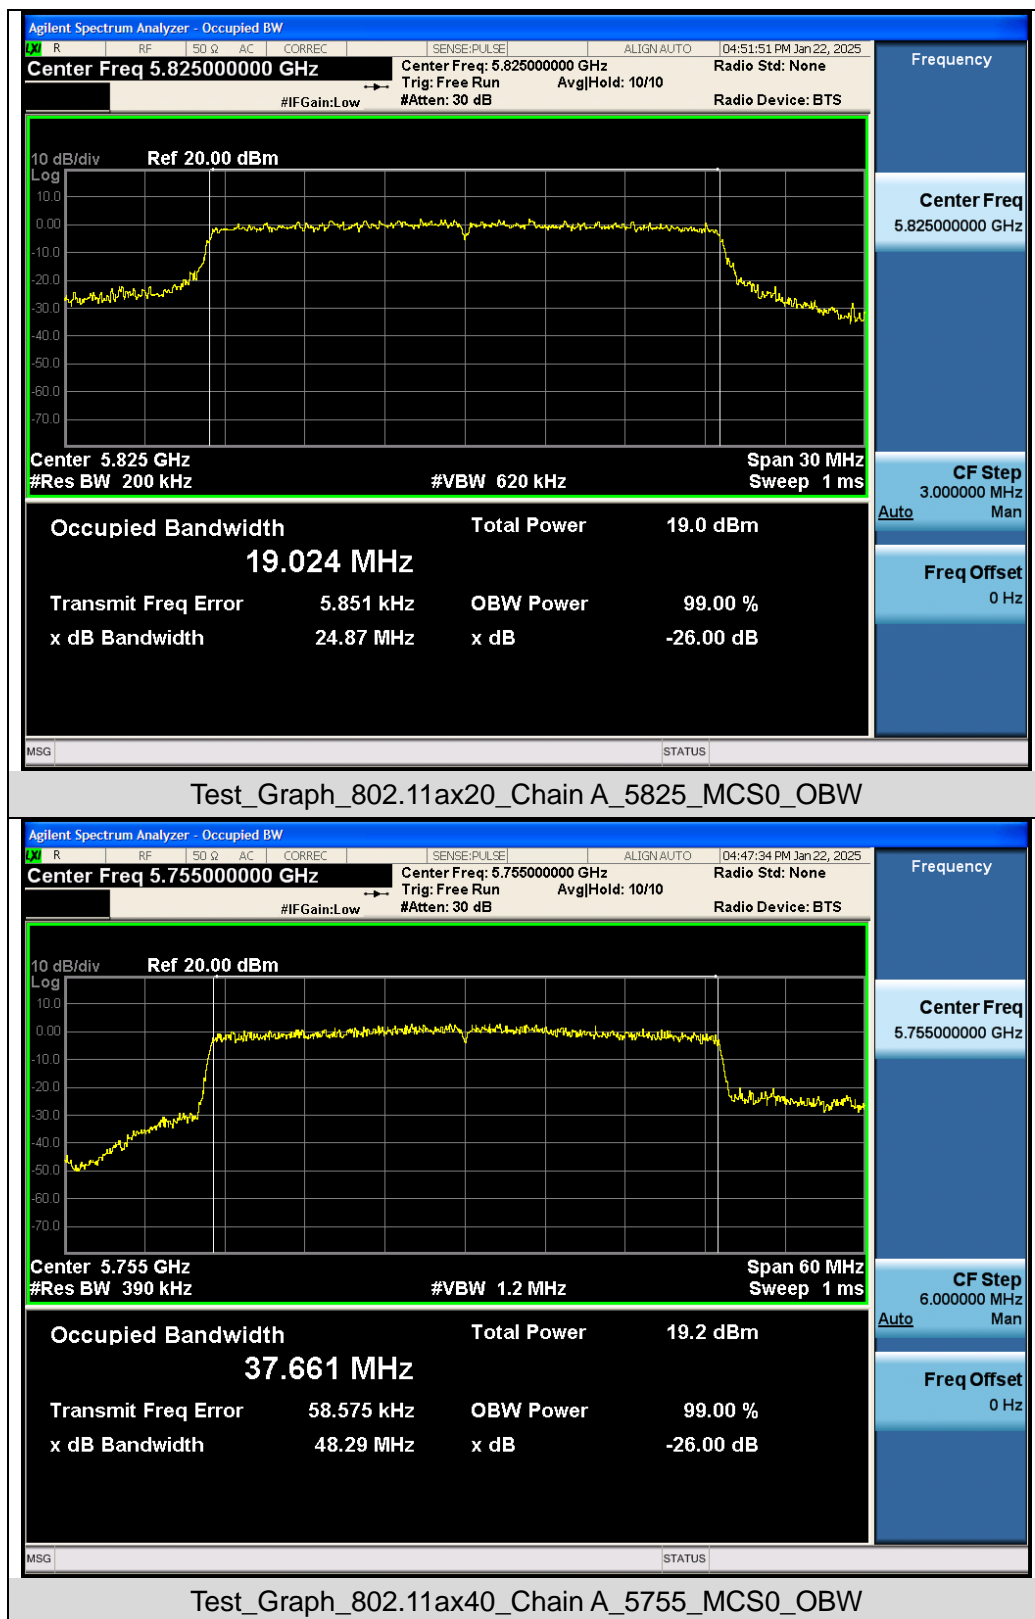 Agilent Spectrum Analyzer - Occupied BW
LXI R RF 50 Ω AC CORREC SENSE:PULSE ALIGN AUTO 04:51:51 PM Jan 22, 2025
Center Freq 5.825000000 GHz Center Freq: 5.825000000 GHz Radio Std: None
Trig: Free Run Avg|Hold: 10/10
#IFGain:Low #Atten: 30 dB Radio Device: BTS
10 dB/div Ref 20.00 dBm
Log
10.0
0.00
-10.0
-20.0
-30.0
-40.0
-50.0
-60.0
-70.0
Center 5.825 GHz Span 30 MHz
#Res BW 200 kHz #VBW 620 kHz Sweep 1 ms
Occupied Bandwidth Total Power 19.0 dBm
19.024 MHz
Transmit Freq Error 5.851 kHz OBW Power 99.00 %
x dB Bandwidth 24.87 MHz x dB -26.00 dB
MSG STATUS
Frequency
Center Freq
5.825000000 GHz
CF Step
3.000000 MHz
Auto Man
Freq Offset
0 Hz
Test_Graph_802.11ax20_Chain A_5825_MCS0_OBW
Agilent Spectrum Analyzer - Occupied BW
LXI R RF 50 Ω AC CORREC SENSE:PULSE ALIGN AUTO 04:47:34 PM Jan 22, 2025
Center Freq 5.755000000 GHz Center Freq: 5.755000000 GHz Radio Std: None
Trig: Free Run Avg|Hold: 10/10
#IFGain:Low #Atten: 30 dB Radio Device: BTS
10 dB/div Ref 20.00 dBm
Log
10.0
0.00
-10.0
-20.0
-30.0
-40.0
-50.0
-60.0
-70.0
Center 5.755 GHz Span 60 MHz
#Res BW 390 kHz #VBW 1.2 MHz Sweep 1 ms
Occupied Bandwidth Total Power 19.2 dBm
37.661 MHz
Transmit Freq Error 58.575 kHz OBW Power 99.00 %
x dB Bandwidth 48.29 MHz x dB -26.00 dB
MSG STATUS
Frequency
Center Freq
5.755000000 GHz
CF Step
6.000000 MHz
Auto Man
Freq Offset
0 Hz
Test_Graph_802.11ax40_Chain A_5755_MCS0_OBW